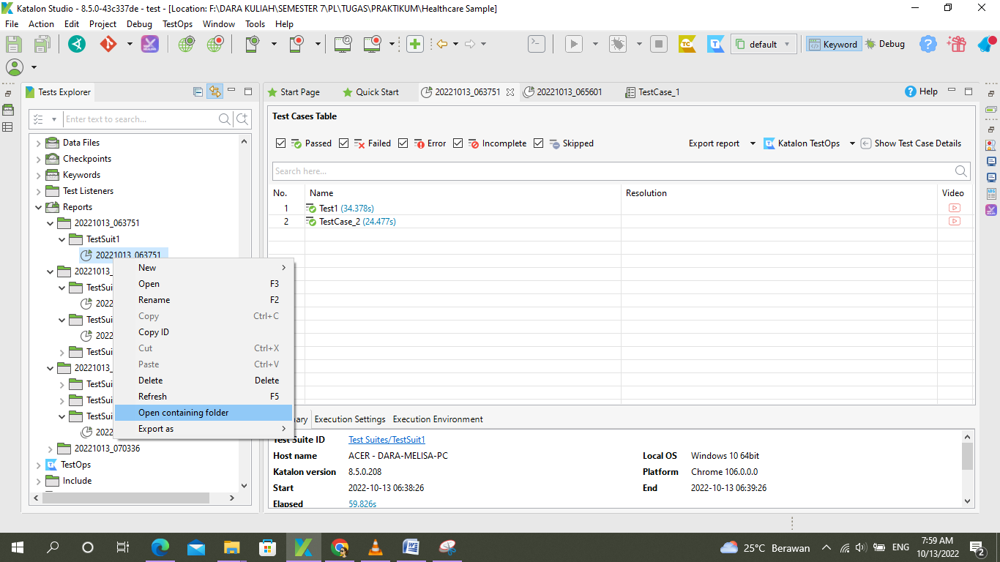 Katalon Studio - 8.5.0-43c337de - test - [Location: F:\DARA KULIAH\SEMESTER 7\PL\TUGAS\PRAKTIKUM\Healthcare Sample]
File Action Edit Project Debug TestOps Window Tools Help
default Keyword Debug
Tests Explorer
Start Page Quick Start 20221013_063751 20221013_065601 TestCase_1 Help
Enter text to search...
Test Cases Table
Data Files
Checkpoints
Keywords
Test Listeners
Reports
20221013_063751
TestSuit1
20221013_063751
20221013_
TestSui
2022
TestSui
2022
TestSui
20221013_
TestSui
TestSui
TestSui
2022
20221013_070336
TestOps
Include
New
Open F3
Rename F2
Copy Ctrl+C
Copy ID
Cut Ctrl+X
Paste Ctrl+V
Delete Delete
Refresh F5
Open containing folder
Export as
Passed Failed Error Incomplete Skipped Export report Katalon TestOps Show Test Case Details
Search here...
No. Name Resolution Video
1 Test1 (34.378s)
2 TestCase_2 (24.477s)
ary Execution Settings Execution Environment
Test Suite ID Test Suites/TestSuit1
Host name ACER - DARA-MELISA-PC Local OS Windows 10 64bit
Katalon version 8.5.0.208 Platform Chrome 106.0.0.0
Start 2022-10-13 06:38:26 End 2022-10-13 06:39:26
Elapsed 59.826s
25°C Berawan ENG 7:59 AM
10/13/2022
2